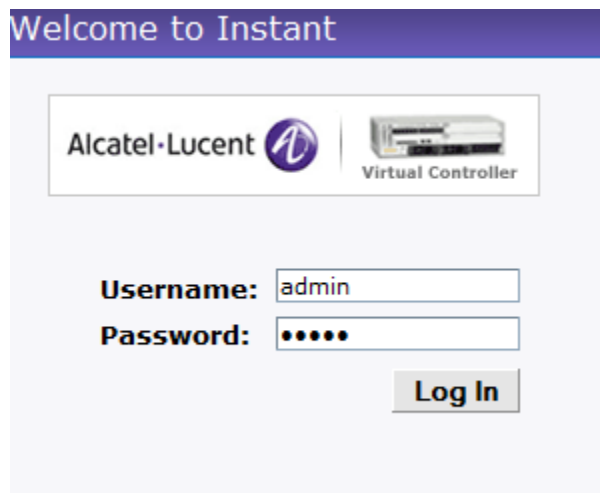 Welcome to Instant
Alcatel·Lucent
Virtual Controller
Username: admin
Password: •••••
Log In